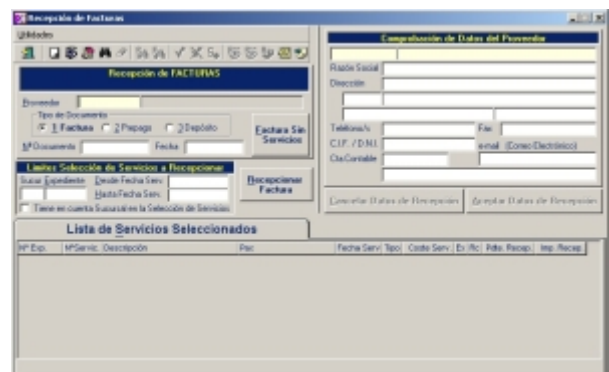 Recepción de Facturas
Utilidades
Recepción de FACTURAS
Proveedor
Tipo de Documento
1 Factura 2 Prepago 3 Depósito
Nº Documento Fecha
Factura Sin Servicios
Límites Selección de Servicios a Recepcionar
Sucur. Expediente Desde Fecha Serv.
Hasta Fecha Serv.
Tiene en cuenta Sucursal en la Selección de Servicios
Recepcionar Factura
Comprobación de Datos del Proveedor
Razón Social
Dirección
Teléfono/s Fax
C.I.F. / D.N.I. e-mail (Correo Electrónico)
Cta.Contable
Cancelar Datos de Recepción Aceptar Datos de Recepción
Lista de Servicios Seleccionados
Nº Exp. NºServic. Descripción Pax: Fecha Serv Tipo Coste Serv. Ex Rc Pdte. Recep. Imp. Recep.